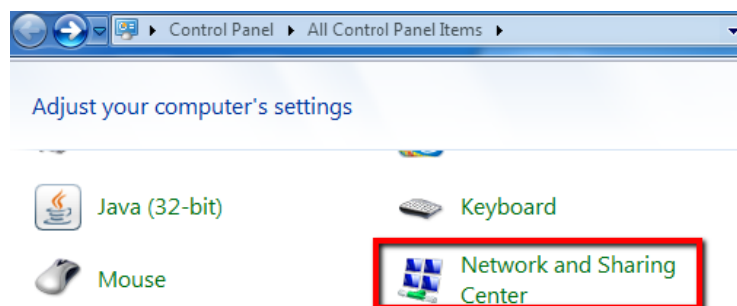 Control Panel All Control Panel Items
Adjust your computer's settings
Java (32-bit)
Keyboard
Mouse
Network and Sharing
Center